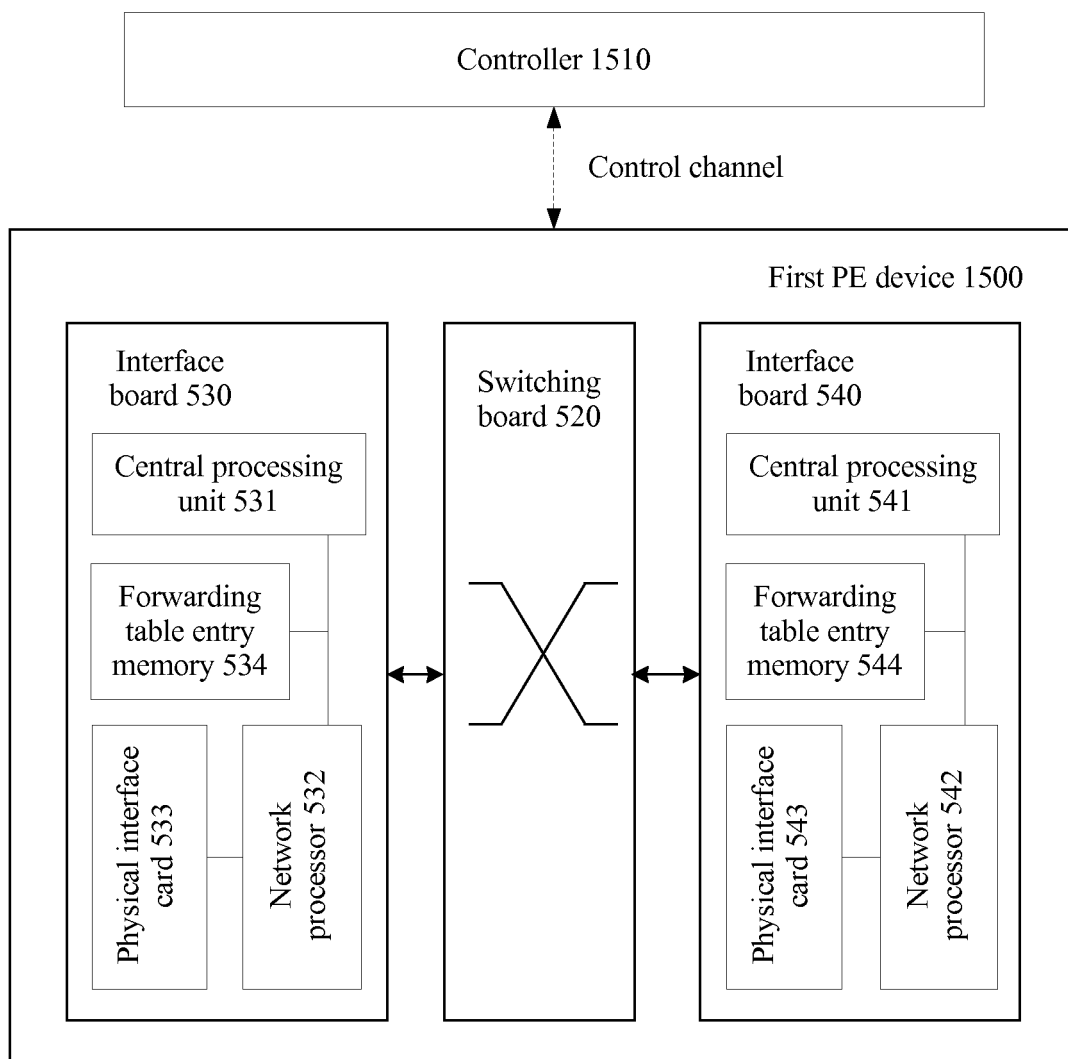 Controller 1510
Control channel
First PE device 1500
Interface
board 530
Central processing
unit 531
Forwarding
table entry
memory 534
Physical interface
card 533
Network
processor 532
Switching
board 520
Interface
board 540
Central processing
unit 541
Forwarding
table entry
memory 544
Physical interface
card 543
Network
processor 542